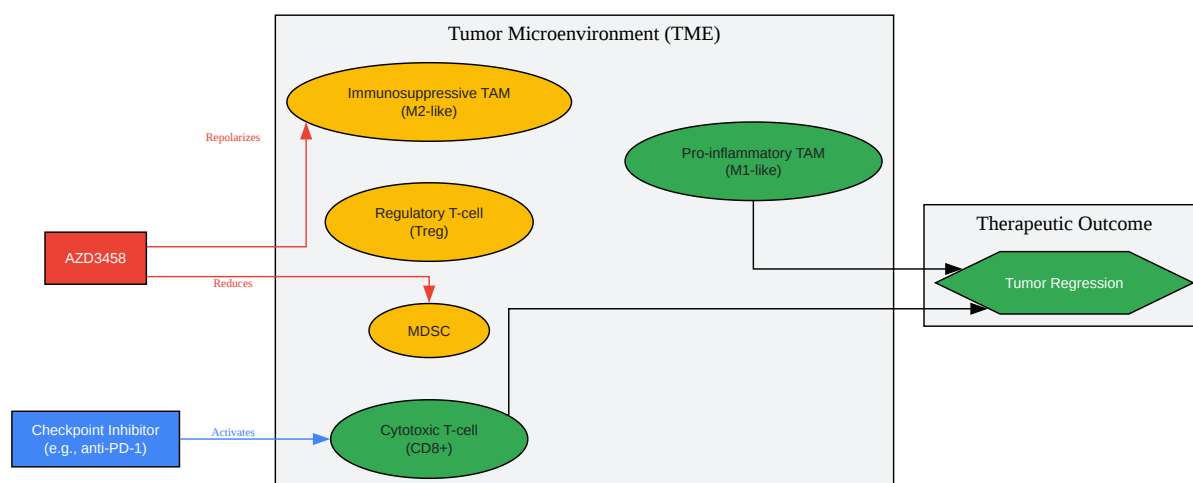 Tumor Microenvironment (TME)
Immunosuppressive TAM
(M2-like)
Repolarizes
Pro-inflammatory TAM
(M1-like)
Regulatory T-cell
(Treg)
Therapeutic Outcome
AZD3458
Reduces
Tumor Regression
MDSC
Checkpoint Inhibitor
(e.g., anti-PD-1)
Activates
Cytotoxic T-cell
(CD8+)